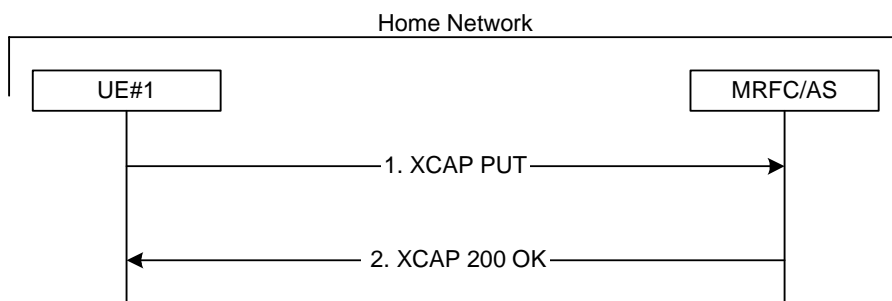 Home Network
UE#1
MRFC/AS
1. XCAP PUT
2. XCAP 200 OK